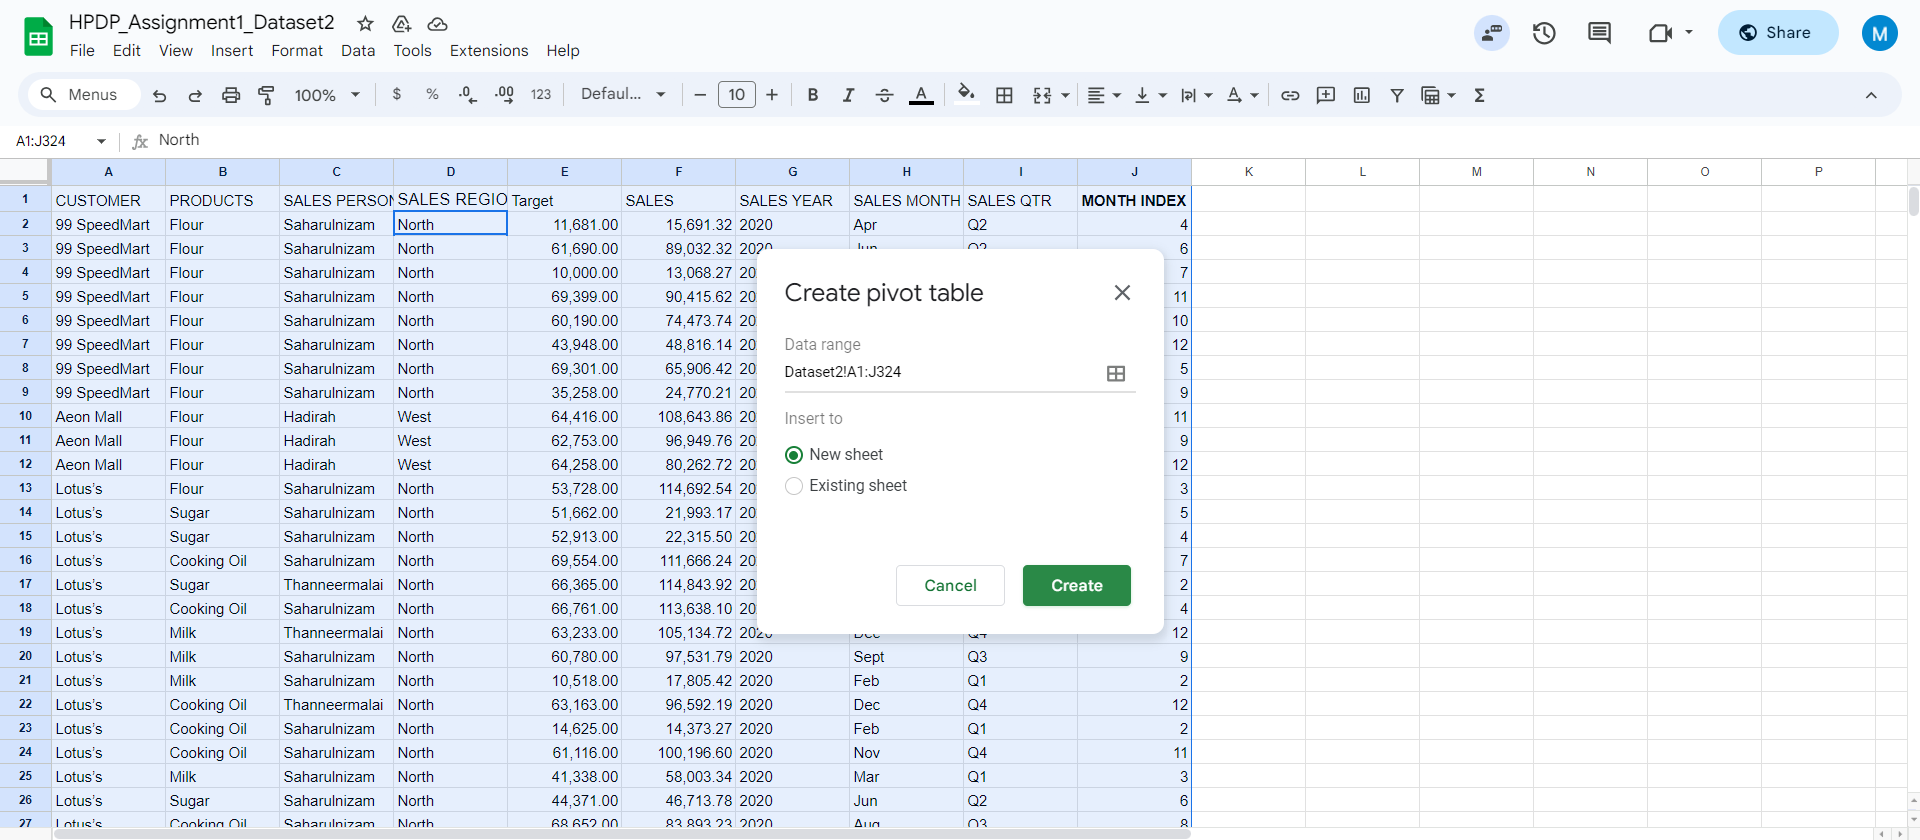 HPDP_Assignment1_Dataset2
File Edit View Insert Format Data Tools Extensions Help
Share
M
Menus 100% $ % .0 .00 123 Defaul... − 10 + B I A Σ
A1:J324 fx North
A B C D E F G H I J K L M N O P
1 CUSTOMER PRODUCTS SALES PERSON SALES REGIO Target SALES SALES YEAR SALES MONTH SALES QTR MONTH INDEX
2 99 SpeedMart Flour Saharulnizam North 11,681.00 15,691.32 2020 Apr Q2 4
3 99 SpeedMart Flour Saharulnizam North 61,690.00 89,032.32 2020 Jun Q2 6
4 99 SpeedMart Flour Saharulnizam North 10,000.00 13,068.27 20 7
5 99 SpeedMart Flour Saharulnizam North 69,399.00 90,415.62 20 11
6 99 SpeedMart Flour Saharulnizam North 60,190.00 74,473.74 20 10
7 99 SpeedMart Flour Saharulnizam North 43,948.00 48,816.14 20 12
8 99 SpeedMart Flour Saharulnizam North 69,301.00 65,906.42 20 5
9 99 SpeedMart Flour Saharulnizam North 35,258.00 24,770.21 20 9
10 Aeon Mall Flour Hadirah West 64,416.00 108,643.86 20 11
11 Aeon Mall Flour Hadirah West 62,753.00 96,949.76 20 9
12 Aeon Mall Flour Hadirah West 64,258.00 80,262.72 20 12
13 Lotus's Flour Saharulnizam North 53,728.00 114,692.54 20 3
14 Lotus's Sugar Saharulnizam North 51,662.00 21,993.17 20 5
15 Lotus's Sugar Saharulnizam North 52,913.00 22,315.50 20 4
16 Lotus's Cooking Oil Saharulnizam North 69,554.00 111,666.24 20 7
17 Lotus's Sugar Thanneermalai North 66,365.00 114,843.92 20 2
18 Lotus's Cooking Oil Saharulnizam North 66,761.00 113,638.10 20 4
19 Lotus's Milk Thanneermalai North 63,233.00 105,134.72 2020 Dec Q4 12
20 Lotus's Milk Saharulnizam North 60,780.00 97,531.79 2020 Sept Q3 9
21 Lotus's Milk Saharulnizam North 10,518.00 17,805.42 2020 Feb Q1 2
22 Lotus's Cooking Oil Thanneermalai North 63,163.00 96,592.19 2020 Dec Q4 12
23 Lotus's Cooking Oil Saharulnizam North 14,625.00 14,373.27 2020 Feb Q1 2
24 Lotus's Cooking Oil Saharulnizam North 61,116.00 100,196.60 2020 Nov Q4 11
25 Lotus's Milk Saharulnizam North 41,338.00 58,003.34 2020 Mar Q1 3
26 Lotus's Sugar Saharulnizam North 44,371.00 46,713.78 2020 Jun Q2 6
27 Lotus's Cooking Oil Saharulnizam North 68,652.00 83,893.23 2020 Aug Q3 8
Create pivot table
Data range
Dataset2!A1:J324
Insert to
New sheet
Existing sheet
Cancel Create